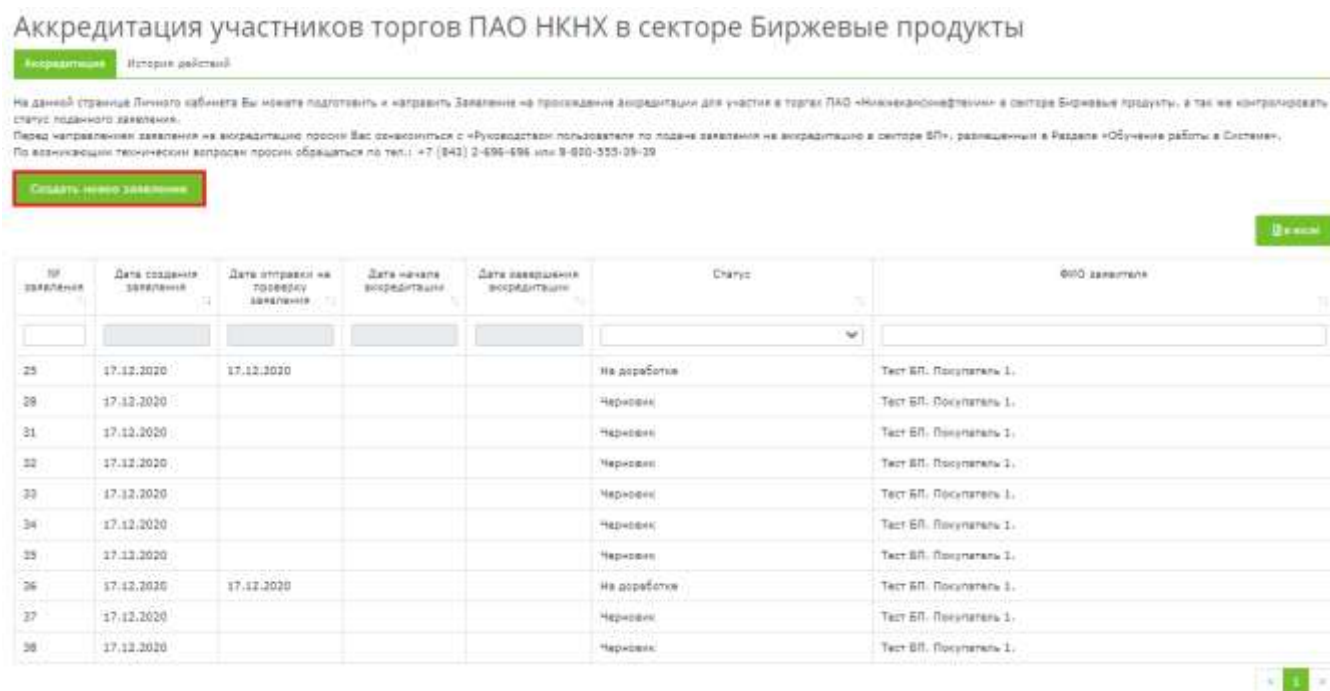 Аккредитация участников торгов ПАО НКНХ в секторе Биржевые продукты
Аккредитация История действий
На данной странице Личного кабинета Вы можете подготовить и направить Заявление на прохождение аккредитации для участия в торгах ПАО «Нижнекамскнефтехим» в секторе Биржевые продукты, а так же контролировать
статус поданного заявления.
Перед направлением заявления на аккредитацию просим Вас ознакомиться с «Руководством пользователя по подаче заявления на аккредитацию в секторе БП», размещенным в Разделе «Обучение работы в Системе».
По возникающим техническим вопросам просим обращаться по тел.: +7 (843) 2-696-696 или 8-800-555-39-39
Создать новое заявление
В excel
№ заявления Дата создания заявления Дата отправки на проверку заявления Дата начала аккредитации Дата завершения аккредитации Статус ФИО заявителя
25 17.12.2020 17.12.2020 На доработке Тест БП. Покупатель 1.
28 17.12.2020 Черновик Тест БП. Покупатель 1.
31 17.12.2020 Черновик Тест БП. Покупатель 1.
32 17.12.2020 Черновик Тест БП. Покупатель 1.
33 17.12.2020 Черновик Тест БП. Покупатель 1.
34 17.12.2020 Черновик Тест БП. Покупатель 1.
35 17.12.2020 Черновик Тест БП. Покупатель 1.
36 17.12.2020 17.12.2020 На доработке Тест БП. Покупатель 1.
37 17.12.2020 Черновик Тест БП. Покупатель 1.
38 17.12.2020 Черновик Тест БП. Покупатель 1.
« 1 »